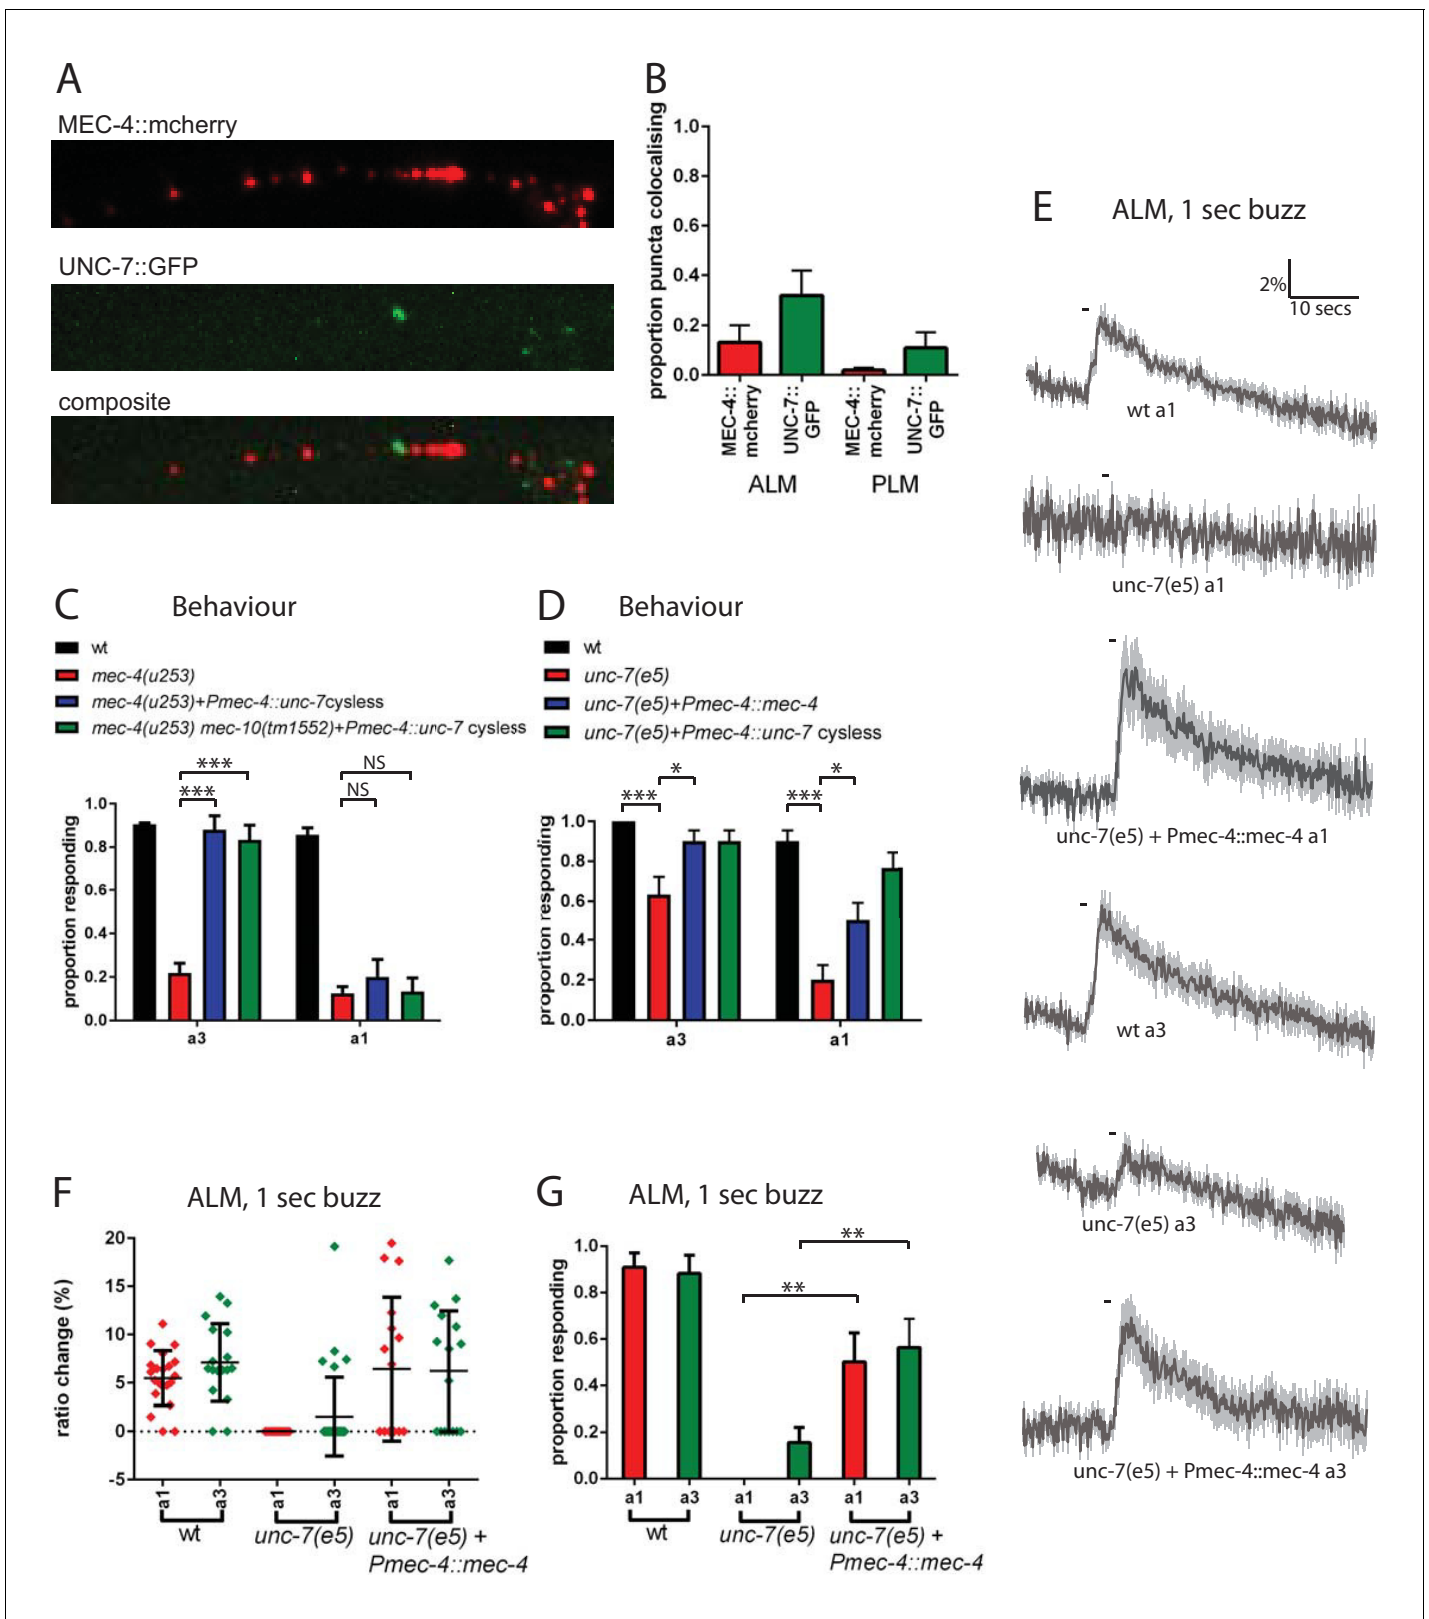 A
MEC-4::mcherry
UNC-7::GFP
composite
B
proportion puncta colocalising
1.0
0.8
0.6
0.4
0.2
0.0
MEC-4::
mcherry
UNC-7::
GFP
MEC-4::
mcherry
UNC-7::
GFP
ALM
PLM
C
Behaviour
wt
mec-4(u253)
mec-4(u253)+Pmec-4::unc-7cysless
mec-4(u253) mec-10(tm1552)+Pmec-4::unc-7 cysless
***
***
NS
NS
proportion responding
1.0
0.8
0.6
0.4
0.2
0.0
a3
a1
D
Behaviour
wt
unc-7(e5)
unc-7(e5)+Pmec-4::mec-4
unc-7(e5)+Pmec-4::unc-7 cysless
*
***
*
***
proportion responding
1.0
0.8
0.6
0.4
0.2
0.0
a3
a1
E
ALM, 1 sec buzz
2%
10 secs
wt a1
unc-7(e5) a1
unc-7(e5) + Pmec-4::mec-4 a1
wt a3
unc-7(e5) a3
unc-7(e5) + Pmec-4::mec-4 a3
F
ALM, 1 sec buzz
ratio change (%)
20
15
10
5
0
-5
a1
a3
a1
a3
a1
a3
wt
unc-7(e5)
unc-7(e5) +
Pmec-4::mec-4
G
ALM, 1 sec buzz
**
**
proportion responding
1.0
0.8
0.6
0.4
0.2
0.0
a1
a3
a1
a3
a1
a3
wt
unc-7(e5)
unc-7(e5) +
Pmec-4::mec-4